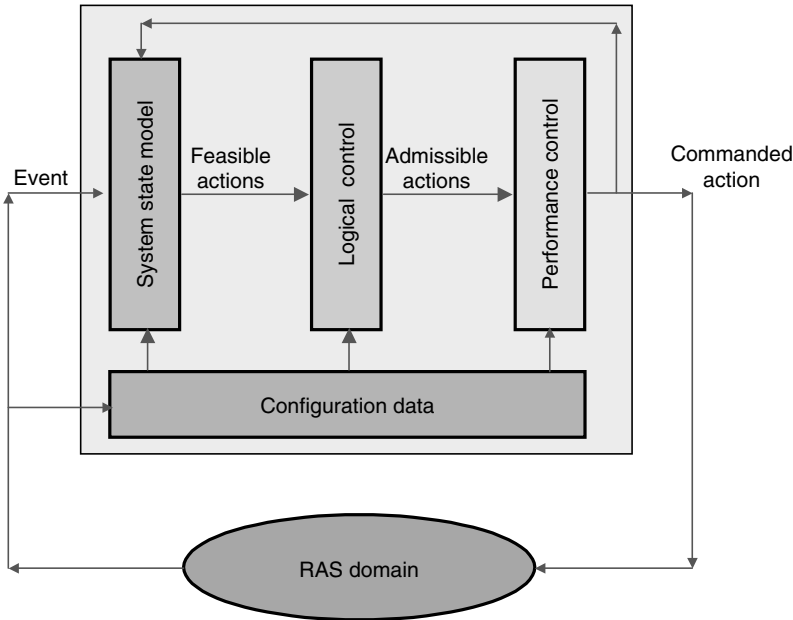 Event
System state model
Feasible
actions
Logical control
Admissible
actions
Performance control
Commanded
action
Configuration data
RAS domain